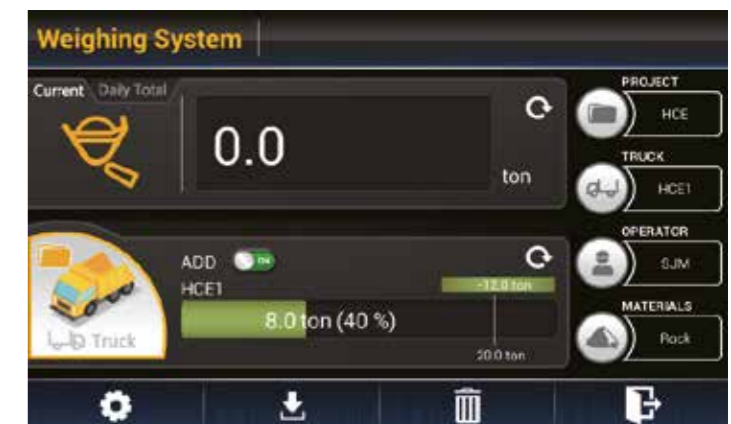 Weighing System
Current Daily Total
0.0
ton
PROJECT
HCE
TRUCK
HCE1
OPERATOR
SJM
MATERIALS
Rock
ADD ON
HCE1
-12.0 ton
8.0 ton (40 %)
20.0 ton
Truck